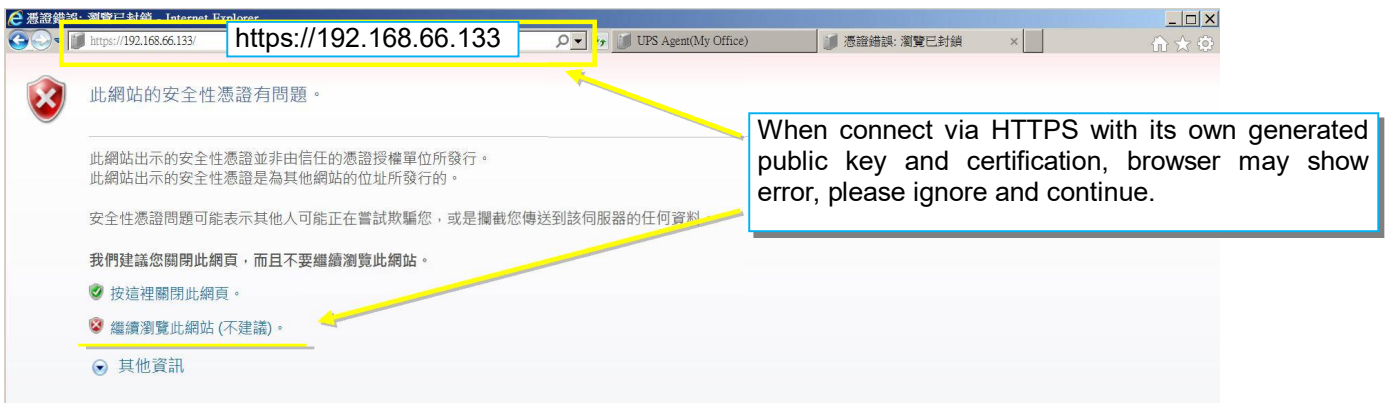 憑證錯誤: 瀏覽已封鎖 - Internet Explorer
https://192.168.66.133/
https://192.168.66.133
UPS Agent(My Office)
憑證錯誤: 瀏覽已封鎖
此網站的安全性憑證有問題。
When connect via HTTPS with its own generated
public key and certification, browser may show
error, please ignore and continue.
此網站出示的安全性憑證並非由信任的憑證授權單位所發行。
此網站出示的安全性憑證是為其他網站的位址所發行的。
安全性憑證問題可能表示其他人可能正在嘗試欺騙您，或是攔截您傳送到該伺服器的任何資料。
我們建議您關閉此網頁，而且不要繼續瀏覽此網站。
按這裡關閉此網頁。
繼續瀏覽此網站 (不建議)。
其他資訊